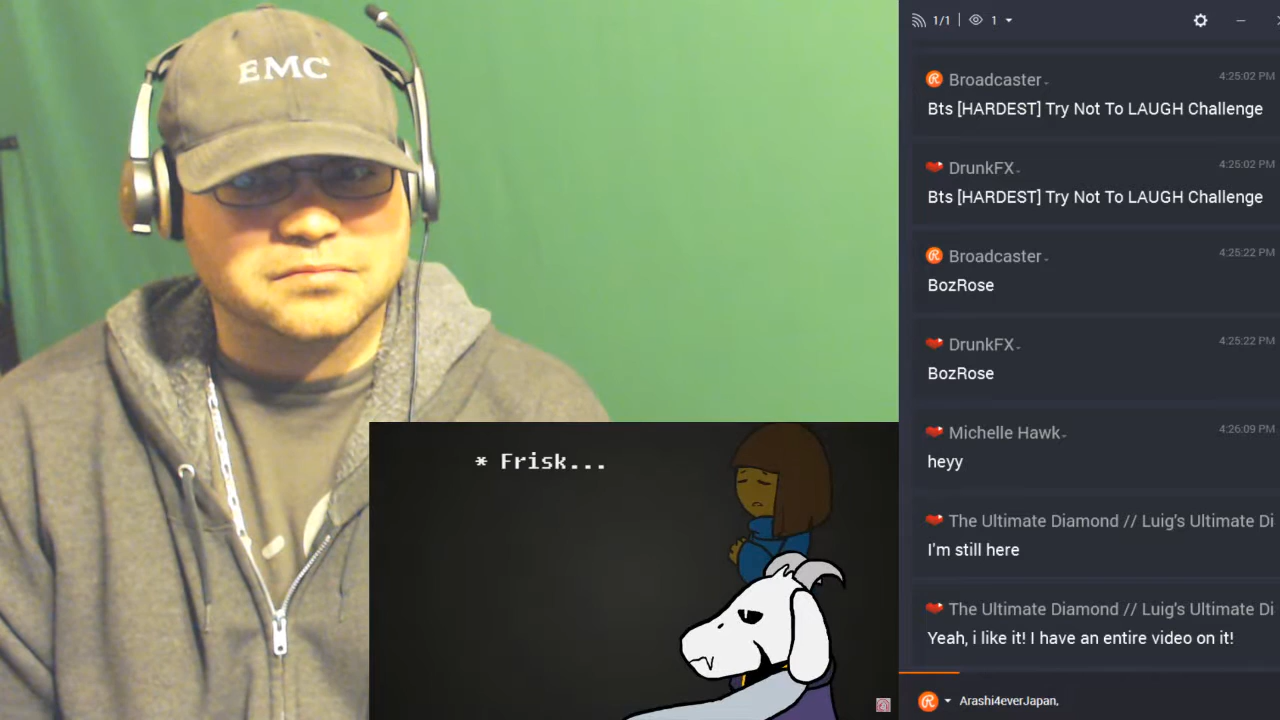 EMC
* Frisk...
1/1 | 1
Broadcaster
4:25:02 PM
Bts [HARDEST] Try Not To LAUGH Challenge
DrunkFX
4:25:02 PM
Bts [HARDEST] Try Not To LAUGH Challenge
Broadcaster
4:25:22 PM
BozRose
DrunkFX
4:25:22 PM
BozRose
Michelle Hawk
4:26:09 PM
heyy
The Ultimate Diamond // Luig's Ultimate Di
I'm still here
The Ultimate Diamond // Luig's Ultimate Di
Yeah, i like it! I have an entire video on it!
Arashi4everJapan,